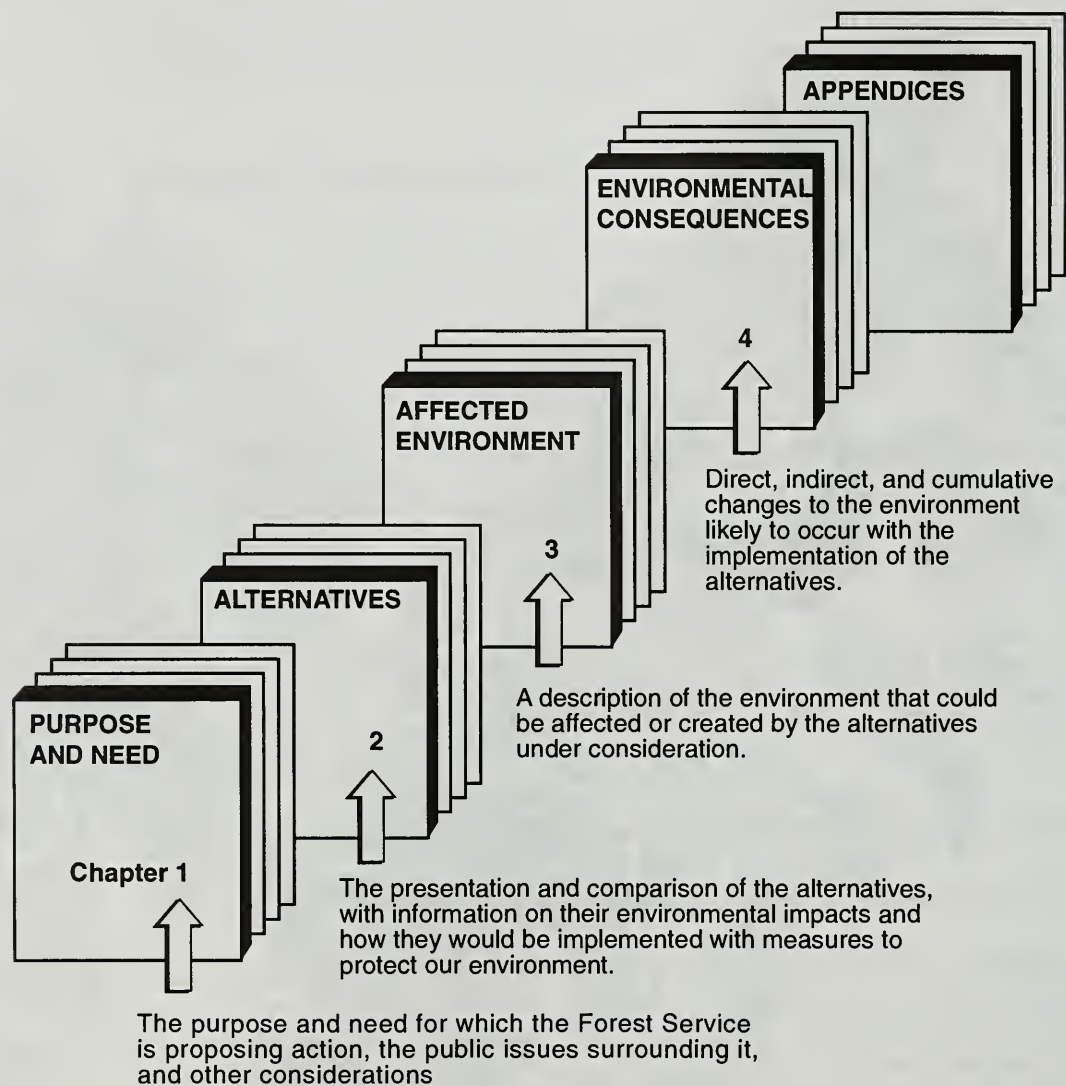 PURPOSE
AND NEED
Chapter 1
The purpose and need for which the Forest Service
is proposing action, the public issues surrounding it,
and other considerations
ALTERNATIVES
2
The presentation and comparison of the alternatives,
with information on their environmental impacts and
how they would be implemented with measures to
protect our environment.
AFFECTED
ENVIRONMENT
3
A description of the environment that could
be affected or created by the alternatives
under consideration.
ENVIRONMENTAL
CONSEQUENCES
4
Direct, indirect, and cumulative
changes to the environment
likely to occur with the
implementation of the
alternatives.
APPENDICES